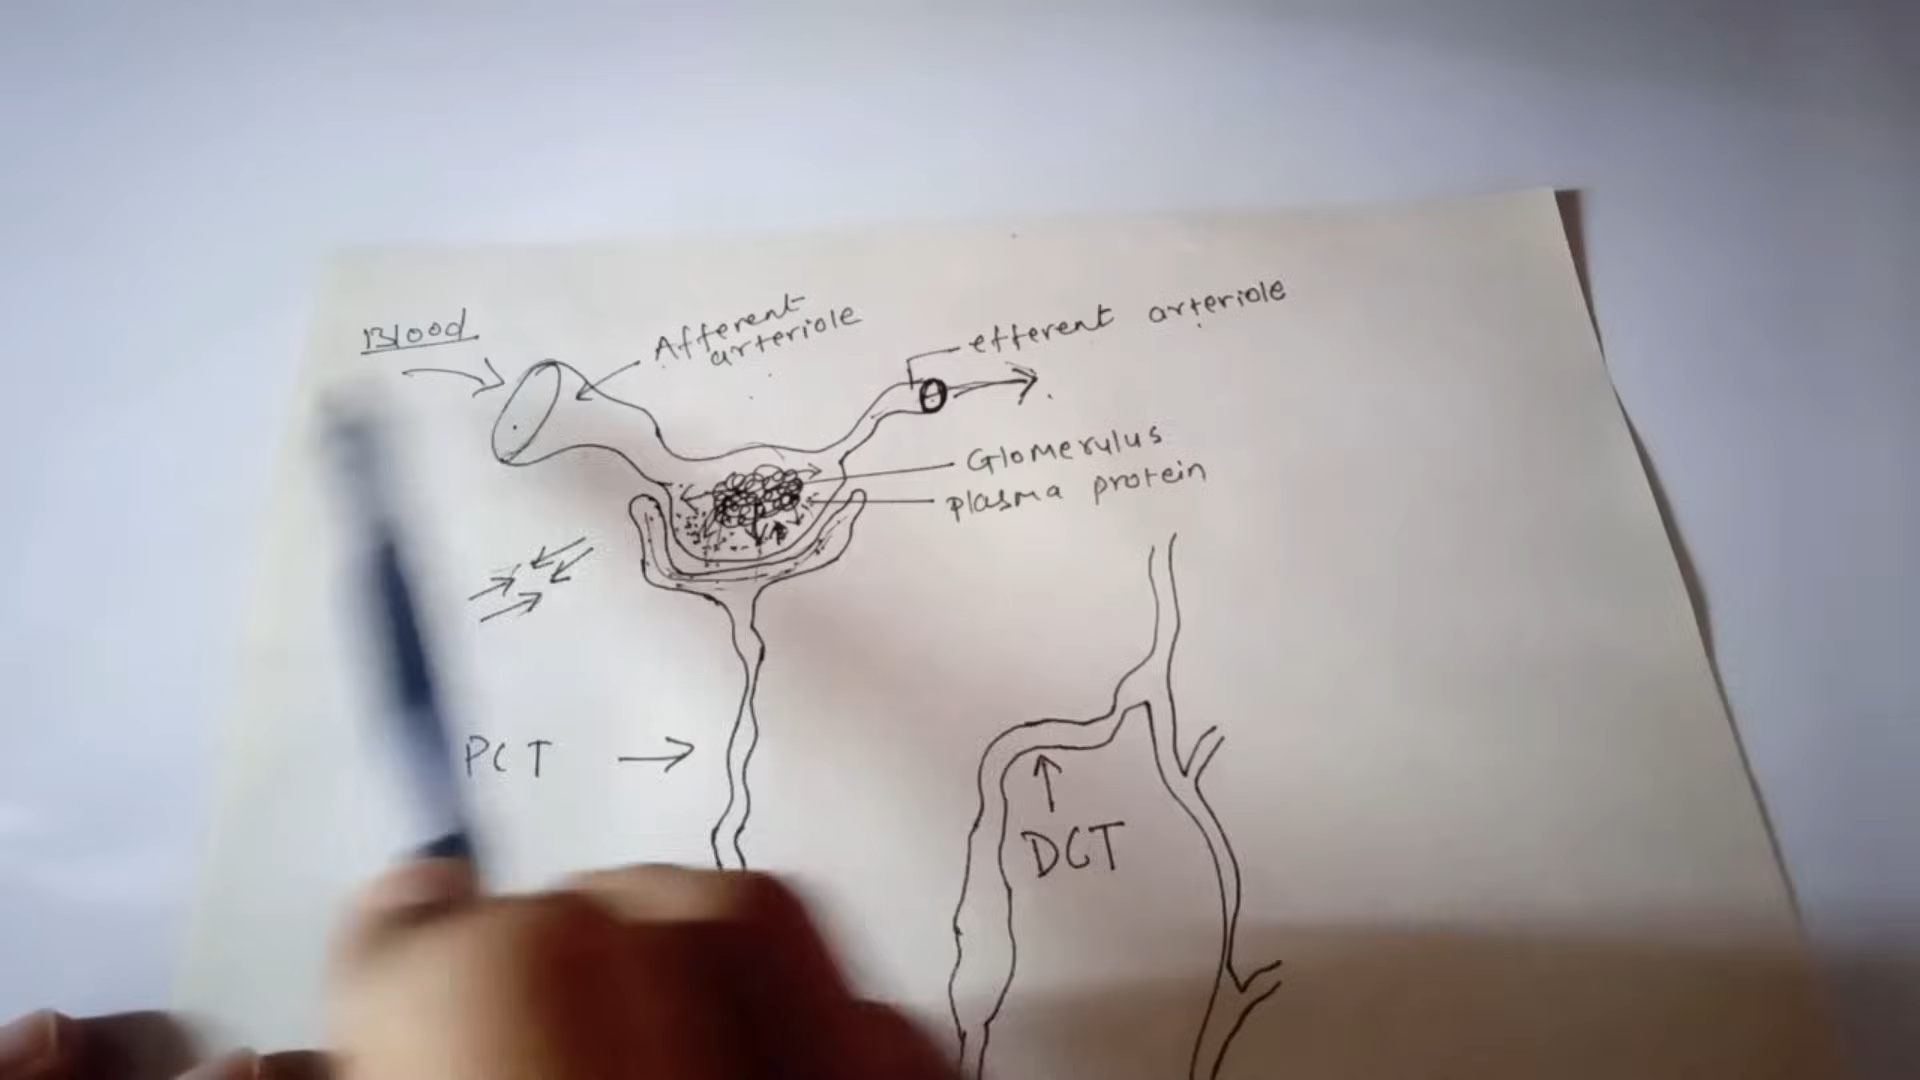 Blood
Afferent
arteriole
efferent arteriole
Glomerulus
plasma protein
PCT
DCT